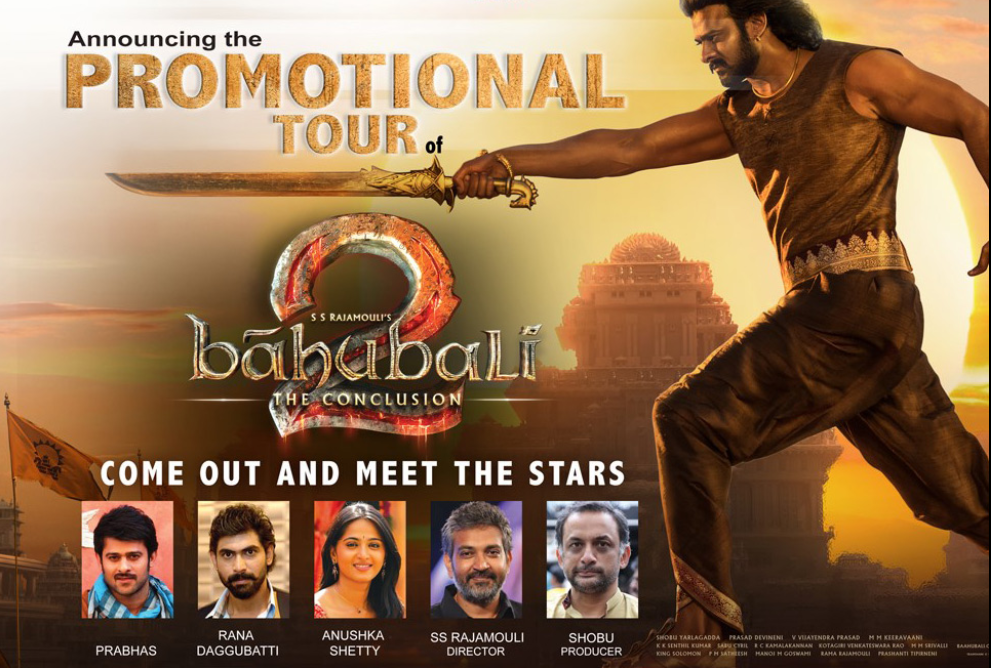 Announcing the
PROMOTIONAL
TOUR of
2
S S RAJAMOULI'S
bāhubali
THE CONCLUSION
COME OUT AND MEET THE STARS
PRABHAS
RANA
DAGGUBATTI
ANUSHKA
SHETTY
SS RAJAMOULI
DIRECTOR
SHOBU
PRODUCER
SHOBU YARLAGADDA PRASAD DEVINENI V VIJAYENDRA PRASAD M M KEERAVAANI
K K SENTHIL KUMAR SABU CYRIL R C KAMALAKANNAN KOTAGIRI VENKATESWARA RAO M M SRIVALLI
KING SOLOMON P M SATHEESH MANOJ M GOSWAMI RAMA RAJAMOULI PRASHANTI TIPIRNENI